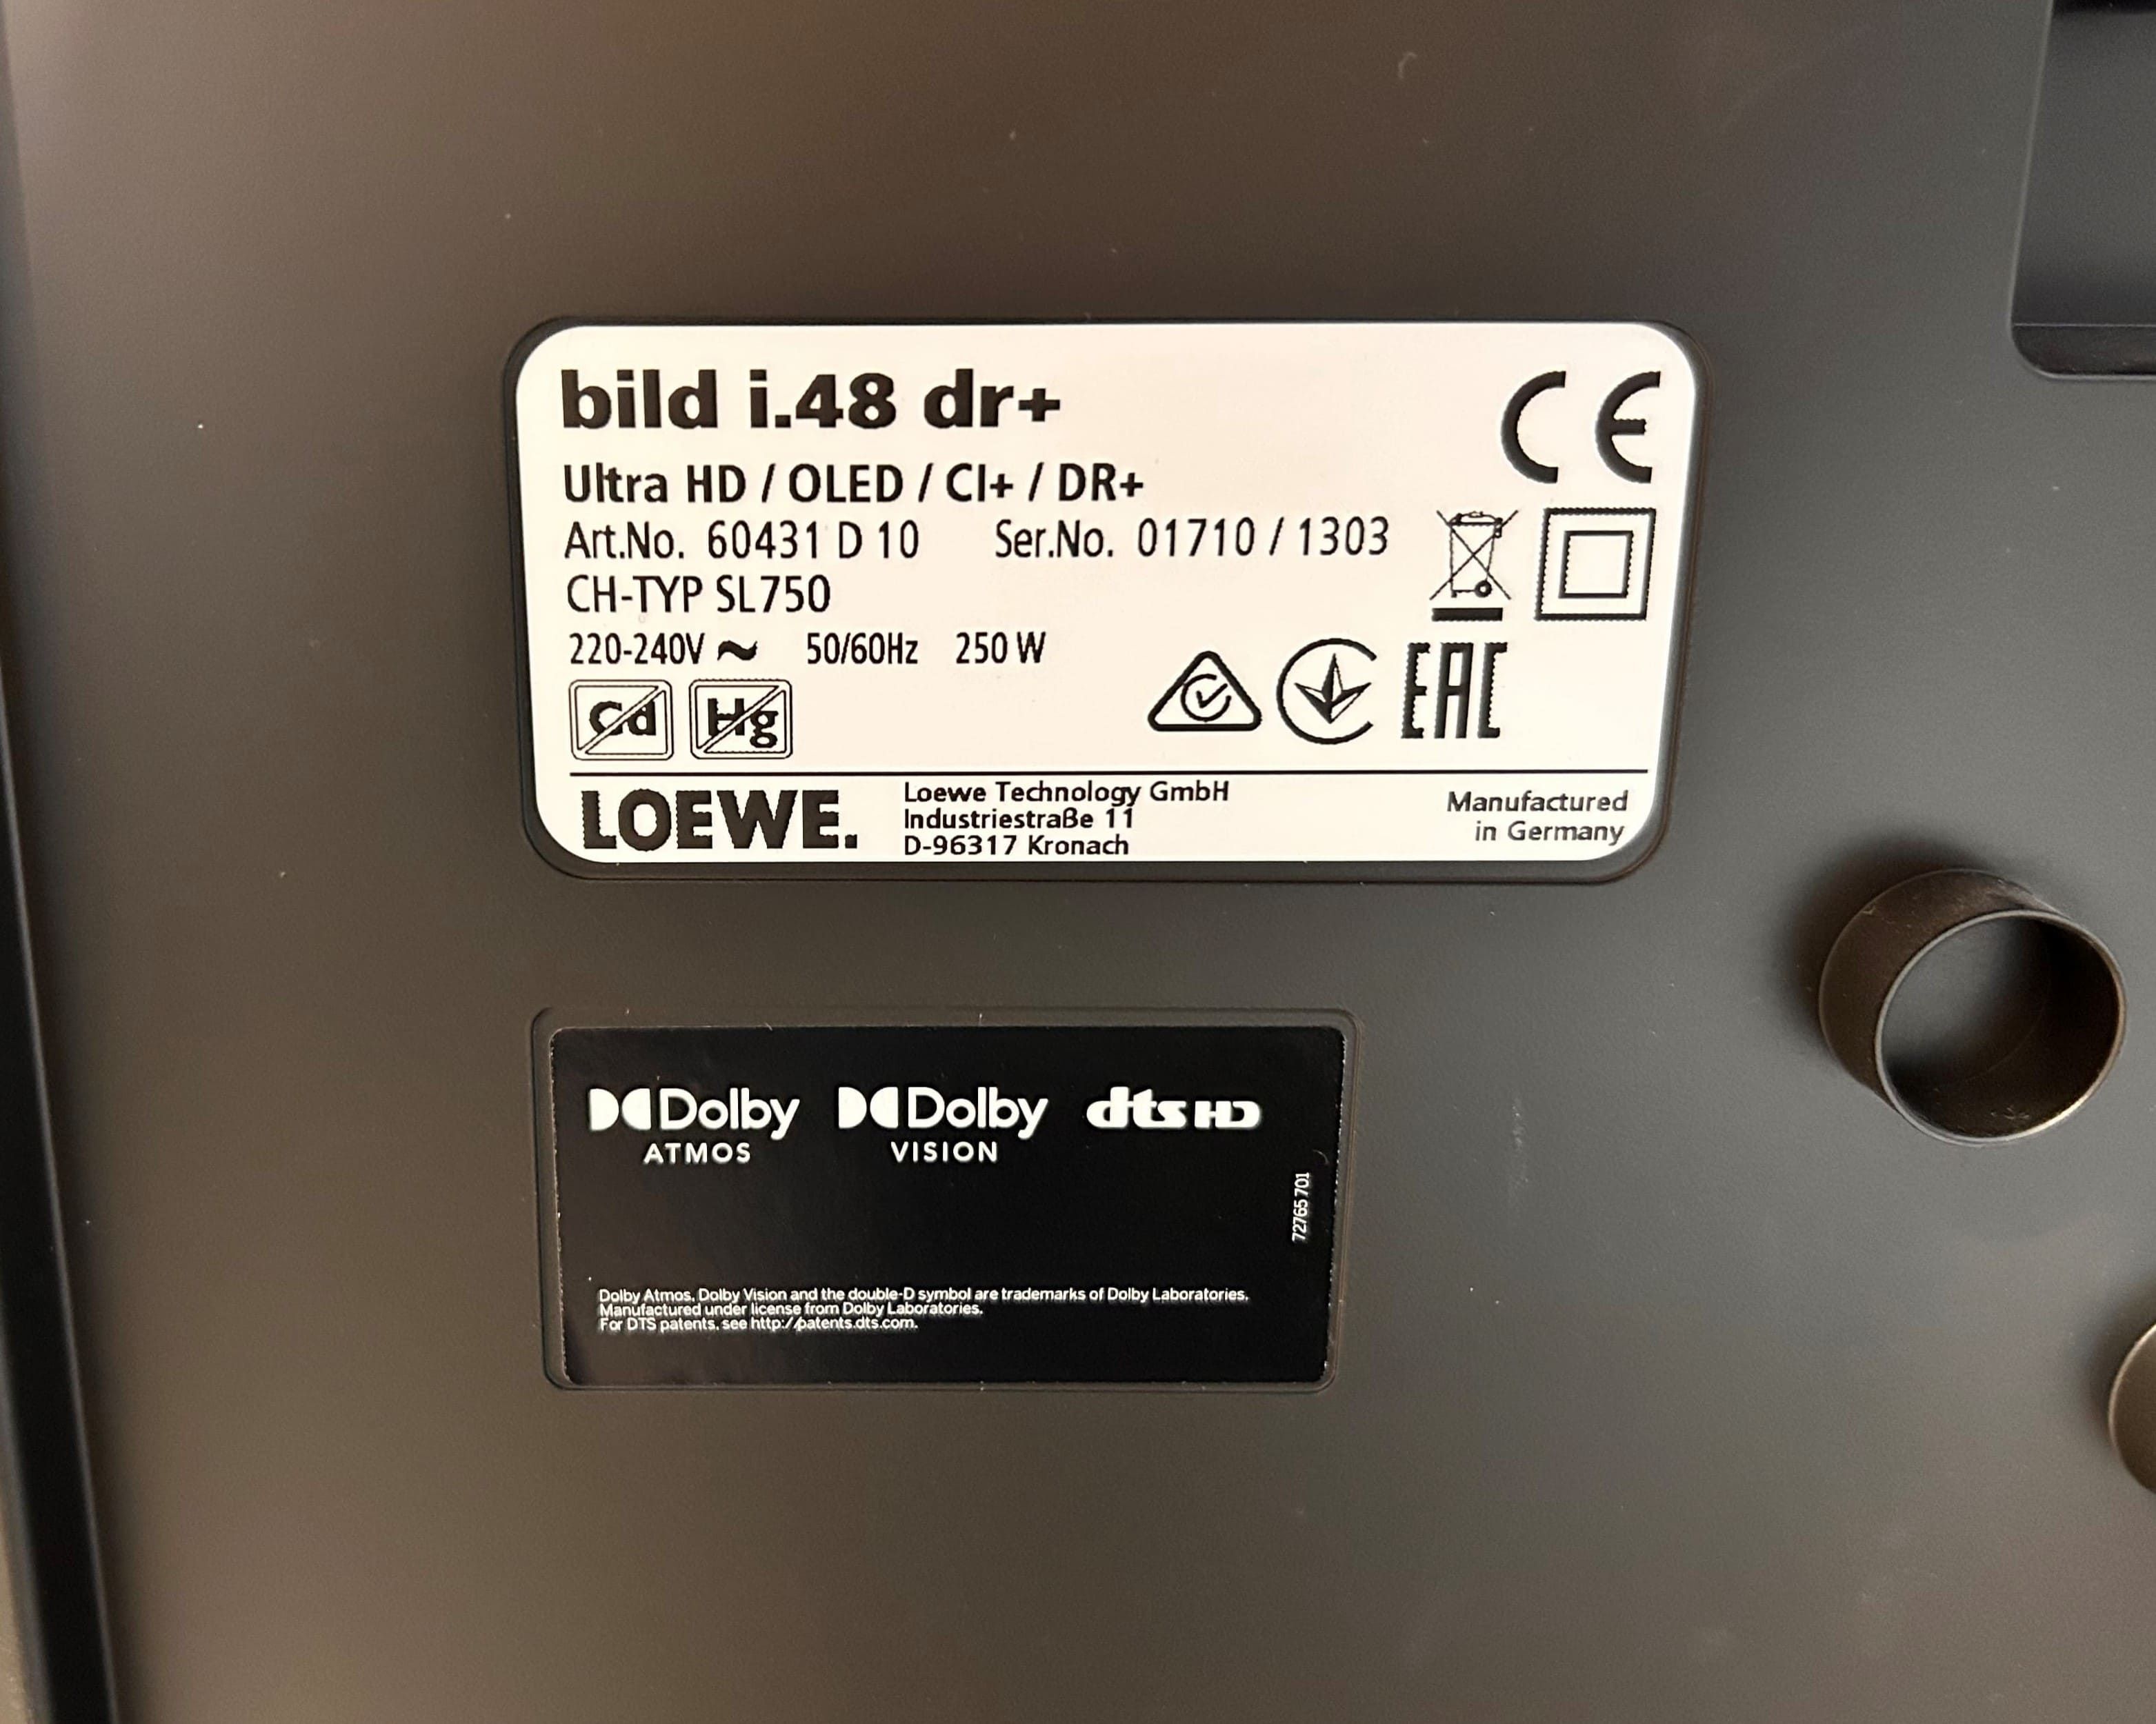 bild i.48 dr+
CE
Ultra HD / OLED / CI+ / DR+
Art.No. 60431 D 10 Ser.No. 01710 / 1303
CH-TYP SL750
220-240V ~ 50/60Hz 250 W
Cd Hg
EAC
LOEWE.
Loewe Technology GmbH
Industriestraße 11
D-96317 Kronach
Manufactured
in Germany
Dolby Dolby dts HD
ATMOS VISION
72765 701
Dolby Atmos, Dolby Vision and the double-D symbol are trademarks of Dolby Laboratories.
Manufactured under license from Dolby Laboratories.
For DTS patents, see http://patents.dts.com.